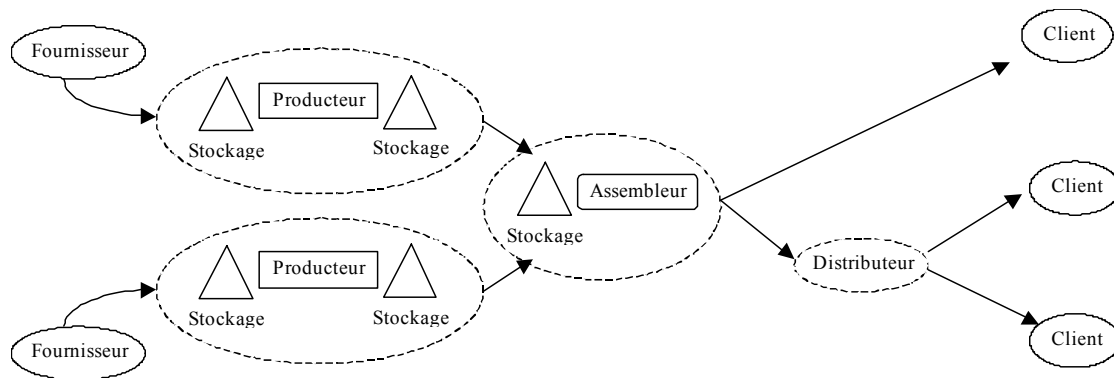 Fournisseur
Producteur
Stockage
Stockage
Client
Assembleur
Stockage
Client
Producteur
Stockage
Stockage
Distributeur
Fournisseur
Client